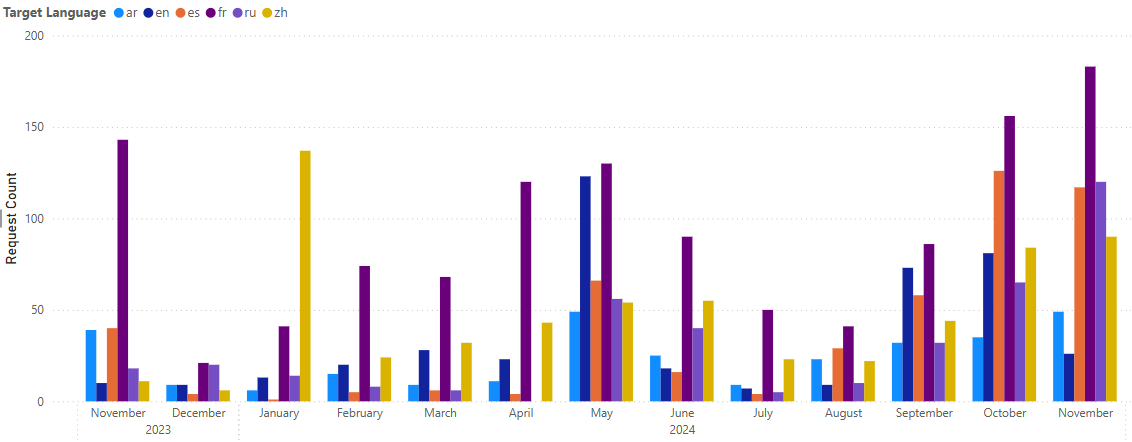 Target Language ar en es fr ru zh
200
150
100
50
0
Request Count
November December January February March April May June July August September October November
2023 2024